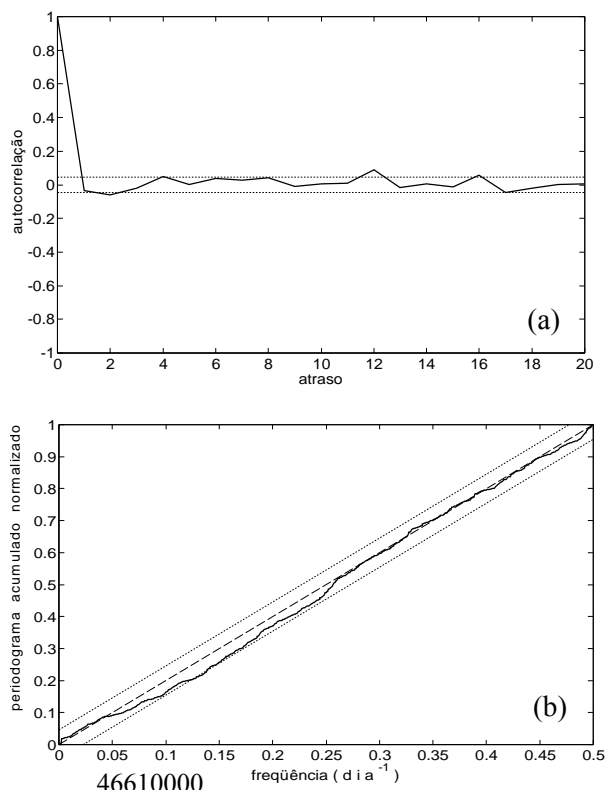 1
0.8
0.6
0.4
0.2
0
-0.2
-0.4
-0.6
-0.8
-1
autocorrelação
(a)
0 2 4 6 8 10 12 14 16 18 20
atraso
1
0.9
0.8
0.7
0.6
0.5
0.4
0.3
0.2
0.1
0
periodograma acumulado normalizado
(b)
0 0.05 0.1 0.15 0.2 0.25 0.3 0.35 0.4 0.45 0.5
freqüência ( d i a -1 )
46610000